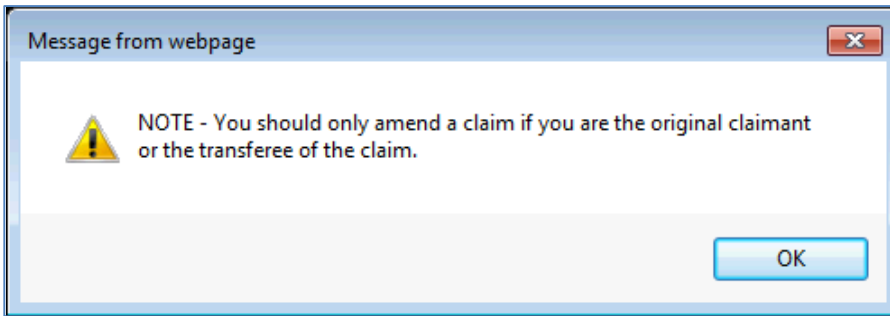 Message from webpage
NOTE - You should only amend a claim if you are the original claimant
or the transferee of the claim.
OK